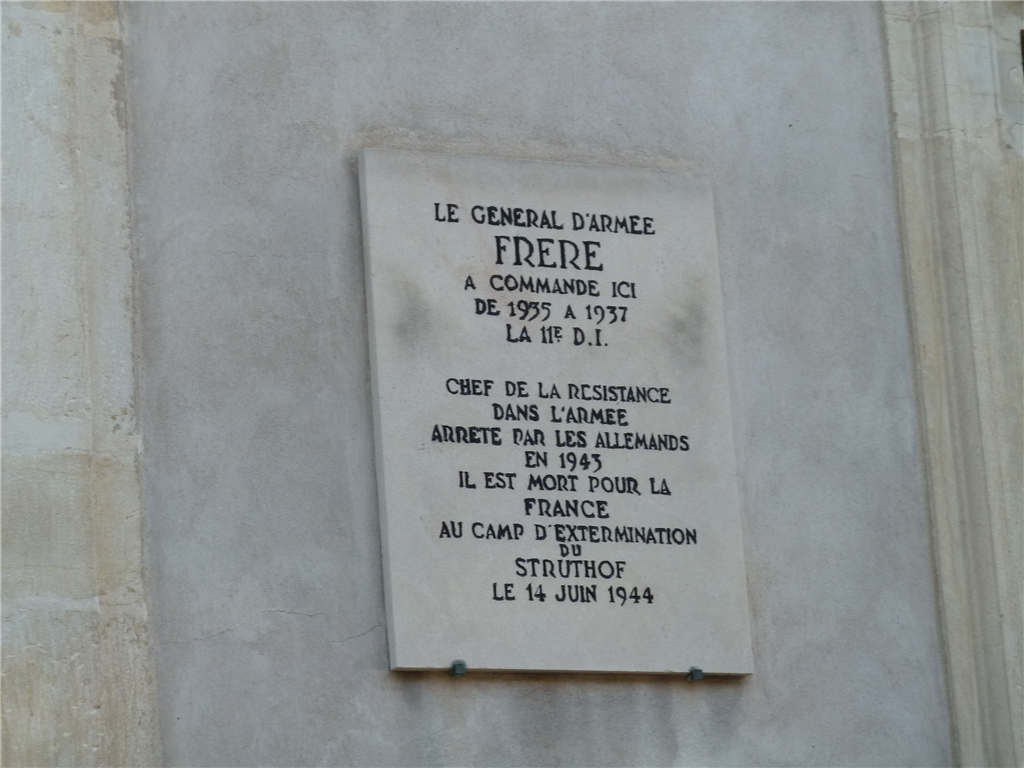 LE GENERAL D'ARMEE
FRERE
A COMMANDE ICI
DE 1935 A 1937
LA 11E D.I.
CHEF DE LA RESISTANCE
DANS L'ARMEE
ARRETE PAR LES ALLEMANDS
EN 1943
IL EST MORT POUR LA
FRANCE
AU CAMP D'EXTERMINATION
DU
STRUTHOF
LE 14 JUIN 1944